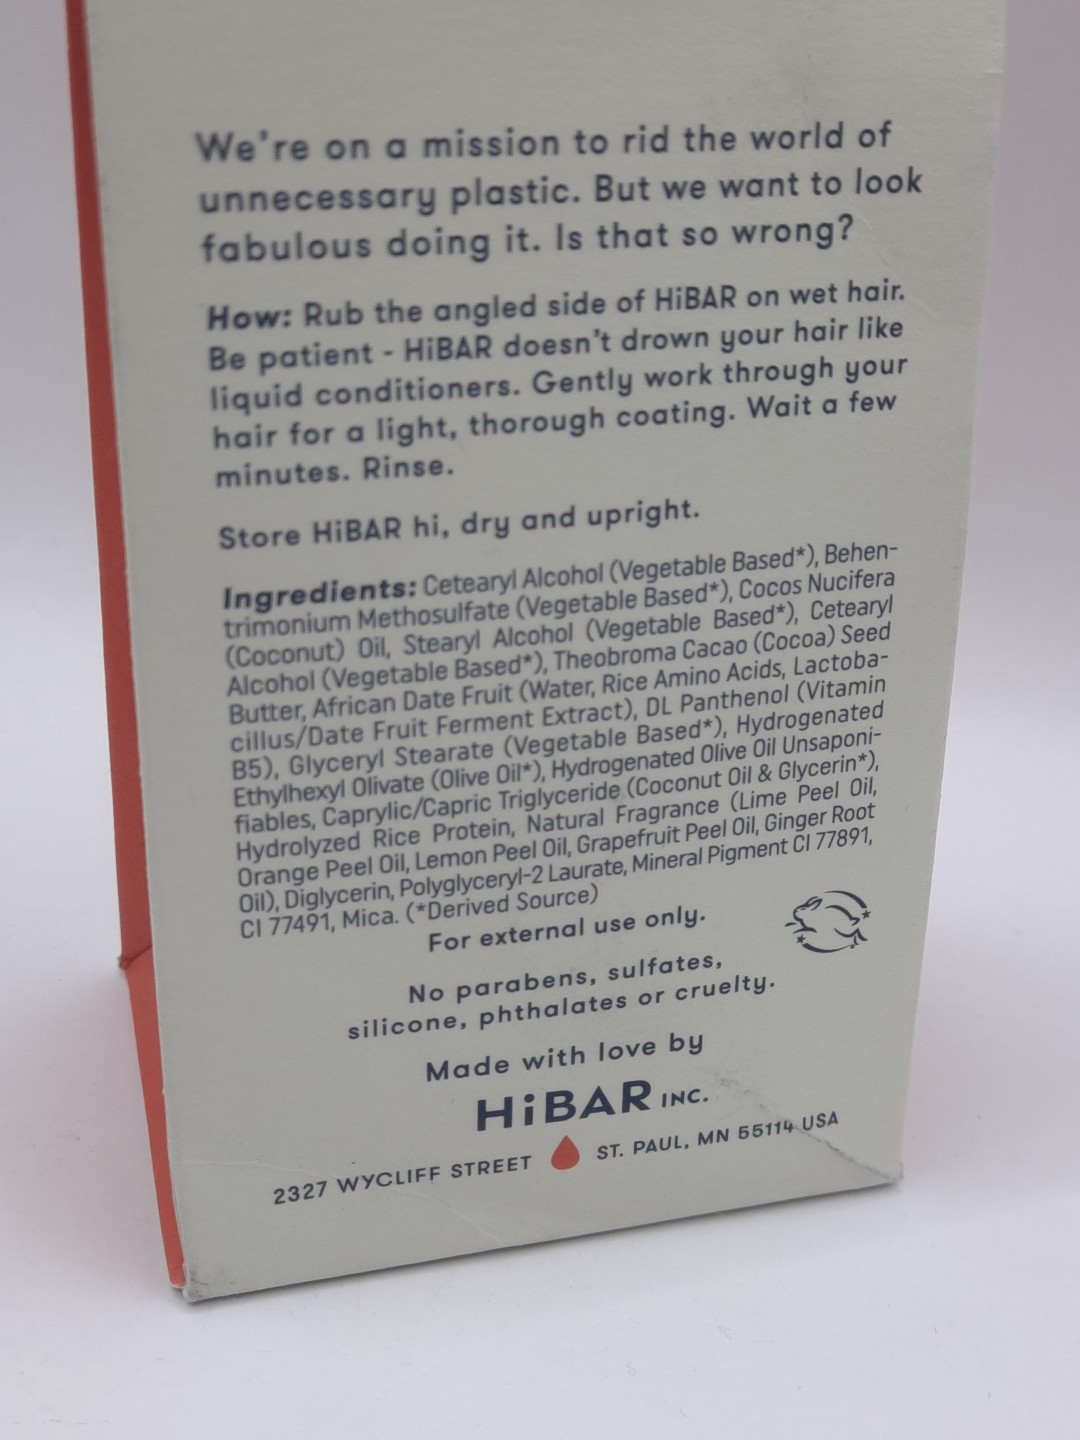 We're on a mission to rid the world of
unnecessary plastic. But we want to look
fabulous doing it. Is that so wrong?
How: Rub the angled side of HiBAR on wet hair.
Be patient - HiBAR doesn't drown your hair like
liquid conditioners. Gently work through your
hair for a light, thorough coating. Wait a few
minutes. Rinse.
Store HiBAR hi, dry and upright.
Ingredients: Cetearyl Alcohol (Vegetable Based*), Behen-
trimonium Methosulfate (Vegetable Based*), Cocos Nucifera
(Coconut) Oil, Stearyl Alcohol (Vegetable Based*), Cetearyl
Alcohol (Vegetable Based*), Theobroma Cacao (Cocoa) Seed
Butter, African Date Fruit (Water, Rice Amino Acids, Lactoba-
cillus/Date Fruit Ferment Extract), DL Panthenol (Vitamin
B5), Glyceryl Stearate (Vegetable Based*), Hydrogenated
Ethylhexyl Olivate (Olive Oil*), Hydrogenated Olive Oil Unsaponi-
fiables, Caprylic/Capric Triglyceride (Coconut Oil & Glycerin*),
Hydrolyzed Rice Protein, Natural Fragrance (Lime Peel Oil,
Orange Peel Oil, Lemon Peel Oil, Grapefruit Peel Oil, Ginger Root
Oil), Diglycerin, Polyglyceryl-2 Laurate, Mineral Pigment CI 77891,
CI 77491, Mica. (*Derived Source)
For external use only.
No parabens, sulfates,
silicone, phthalates or cruelty.
Made with love by
HiBAR INC.
2327 WYCLIFF STREET ST. PAUL, MN 55114 USA